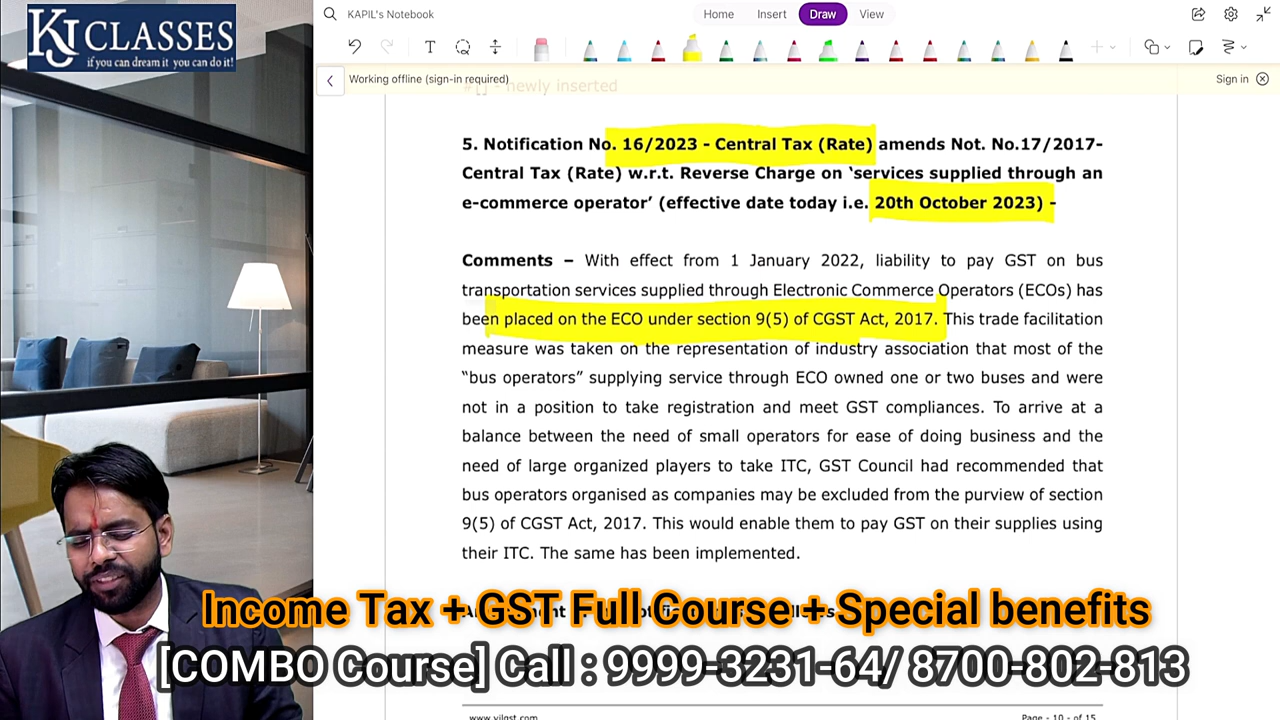 KJ CLASSES
if you can dream it you can do it!
KAPIL's Notebook
Home Insert Draw View
Working offline (sign-in required)
Sign in
#[] - newly inserted
5. Notification No. 16/2023 - Central Tax (Rate) amends Not. No.17/2017-
Central Tax (Rate) w.r.t. Reverse Charge on ‘services supplied through an
e-commerce operator’ (effective date today i.e. 20th October 2023) -
Comments – With effect from 1 January 2022, liability to pay GST on bus
transportation services supplied through Electronic Commerce Operators (ECOs) has
been placed on the ECO under section 9(5) of CGST Act, 2017. This trade facilitation
measure was taken on the representation of industry association that most of the
“bus operators” supplying service through ECO owned one or two buses and were
not in a position to take registration and meet GST compliances. To arrive at a
balance between the need of small operators for ease of doing business and the
need of large organized players to take ITC, GST Council had recommended that
bus operators organised as companies may be excluded from the purview of section
9(5) of CGST Act, 2017. This would enable them to pay GST on their supplies using
their ITC. The same has been implemented.
Income Tax + GST Full Course + Special benefits
[COMBO Course] Call : 9999-3231-64/ 8700-802-813
www.vilgst.com
Page - 10 - of 15